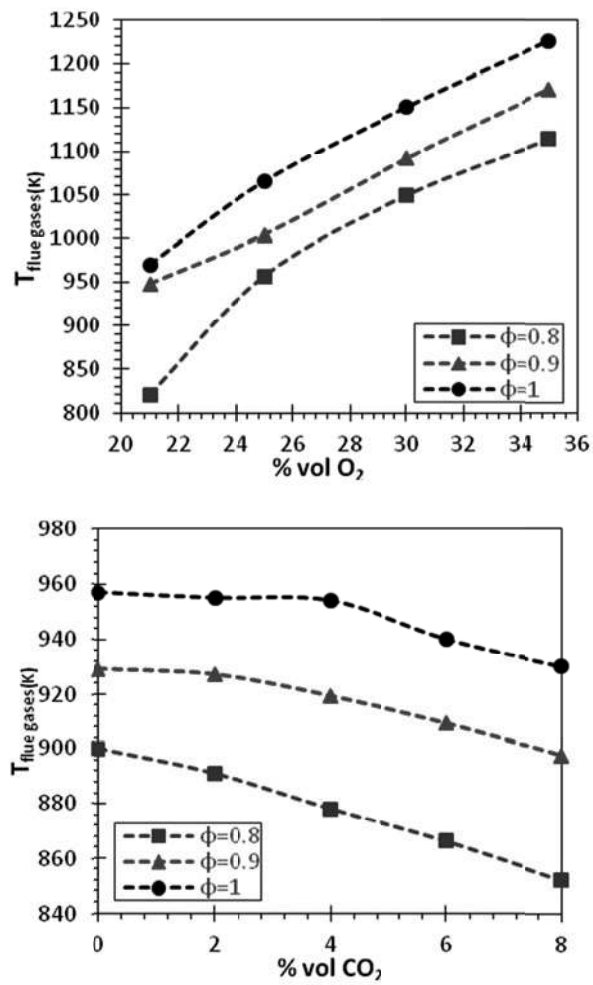 1250
1200
1150
1100
1050
1000
950
900
850
800
T flue gases(K)
20 22 24 26 28 30 32 34 36
% vol O₂
ϕ=0.8
ϕ=0.9
ϕ=1
980
960
940
920
900
880
860
840
T flue gases(K)
ϕ=0.8
ϕ=0.9
ϕ=1
0 2 4 6 8
% vol CO₂